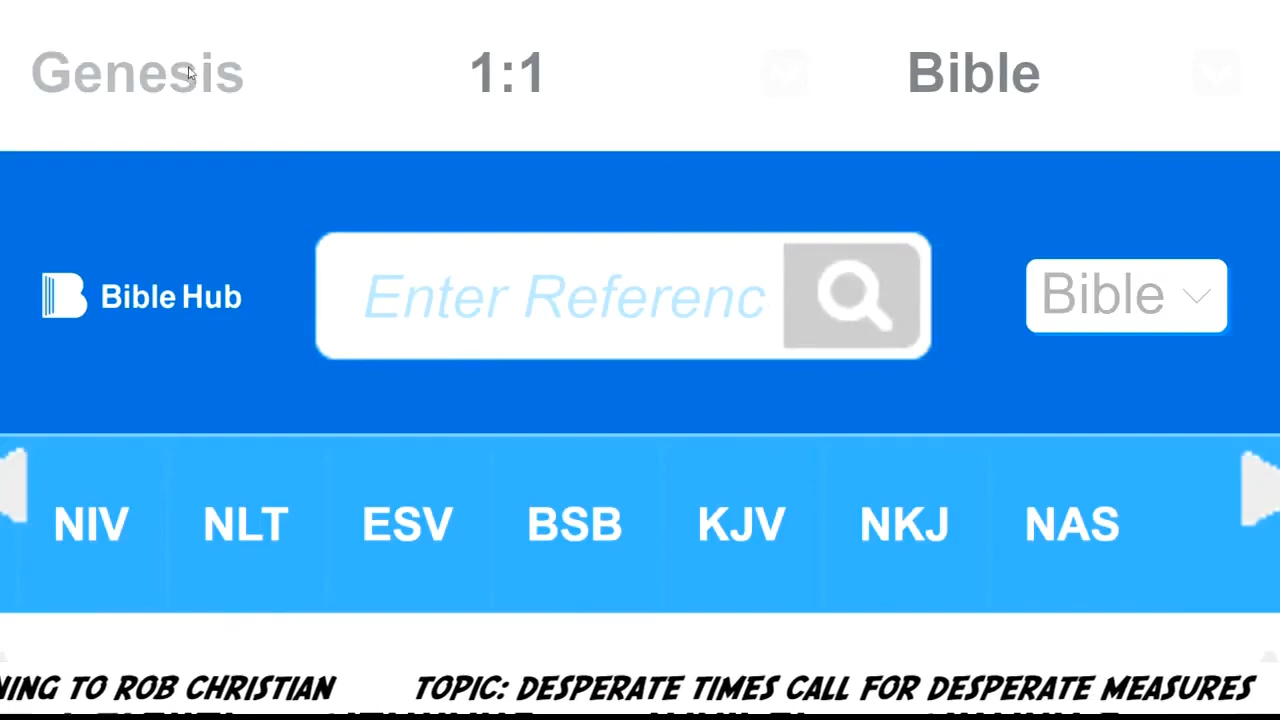 Genesis 1:1 Bible
Bible Hub Enter Referenc Bible
NIV NLT ESV BSB KJV NKJ NAS
NING TO ROB CHRISTIAN TOPIC: DESPERATE TIMES CALL FOR DESPERATE MEASURES